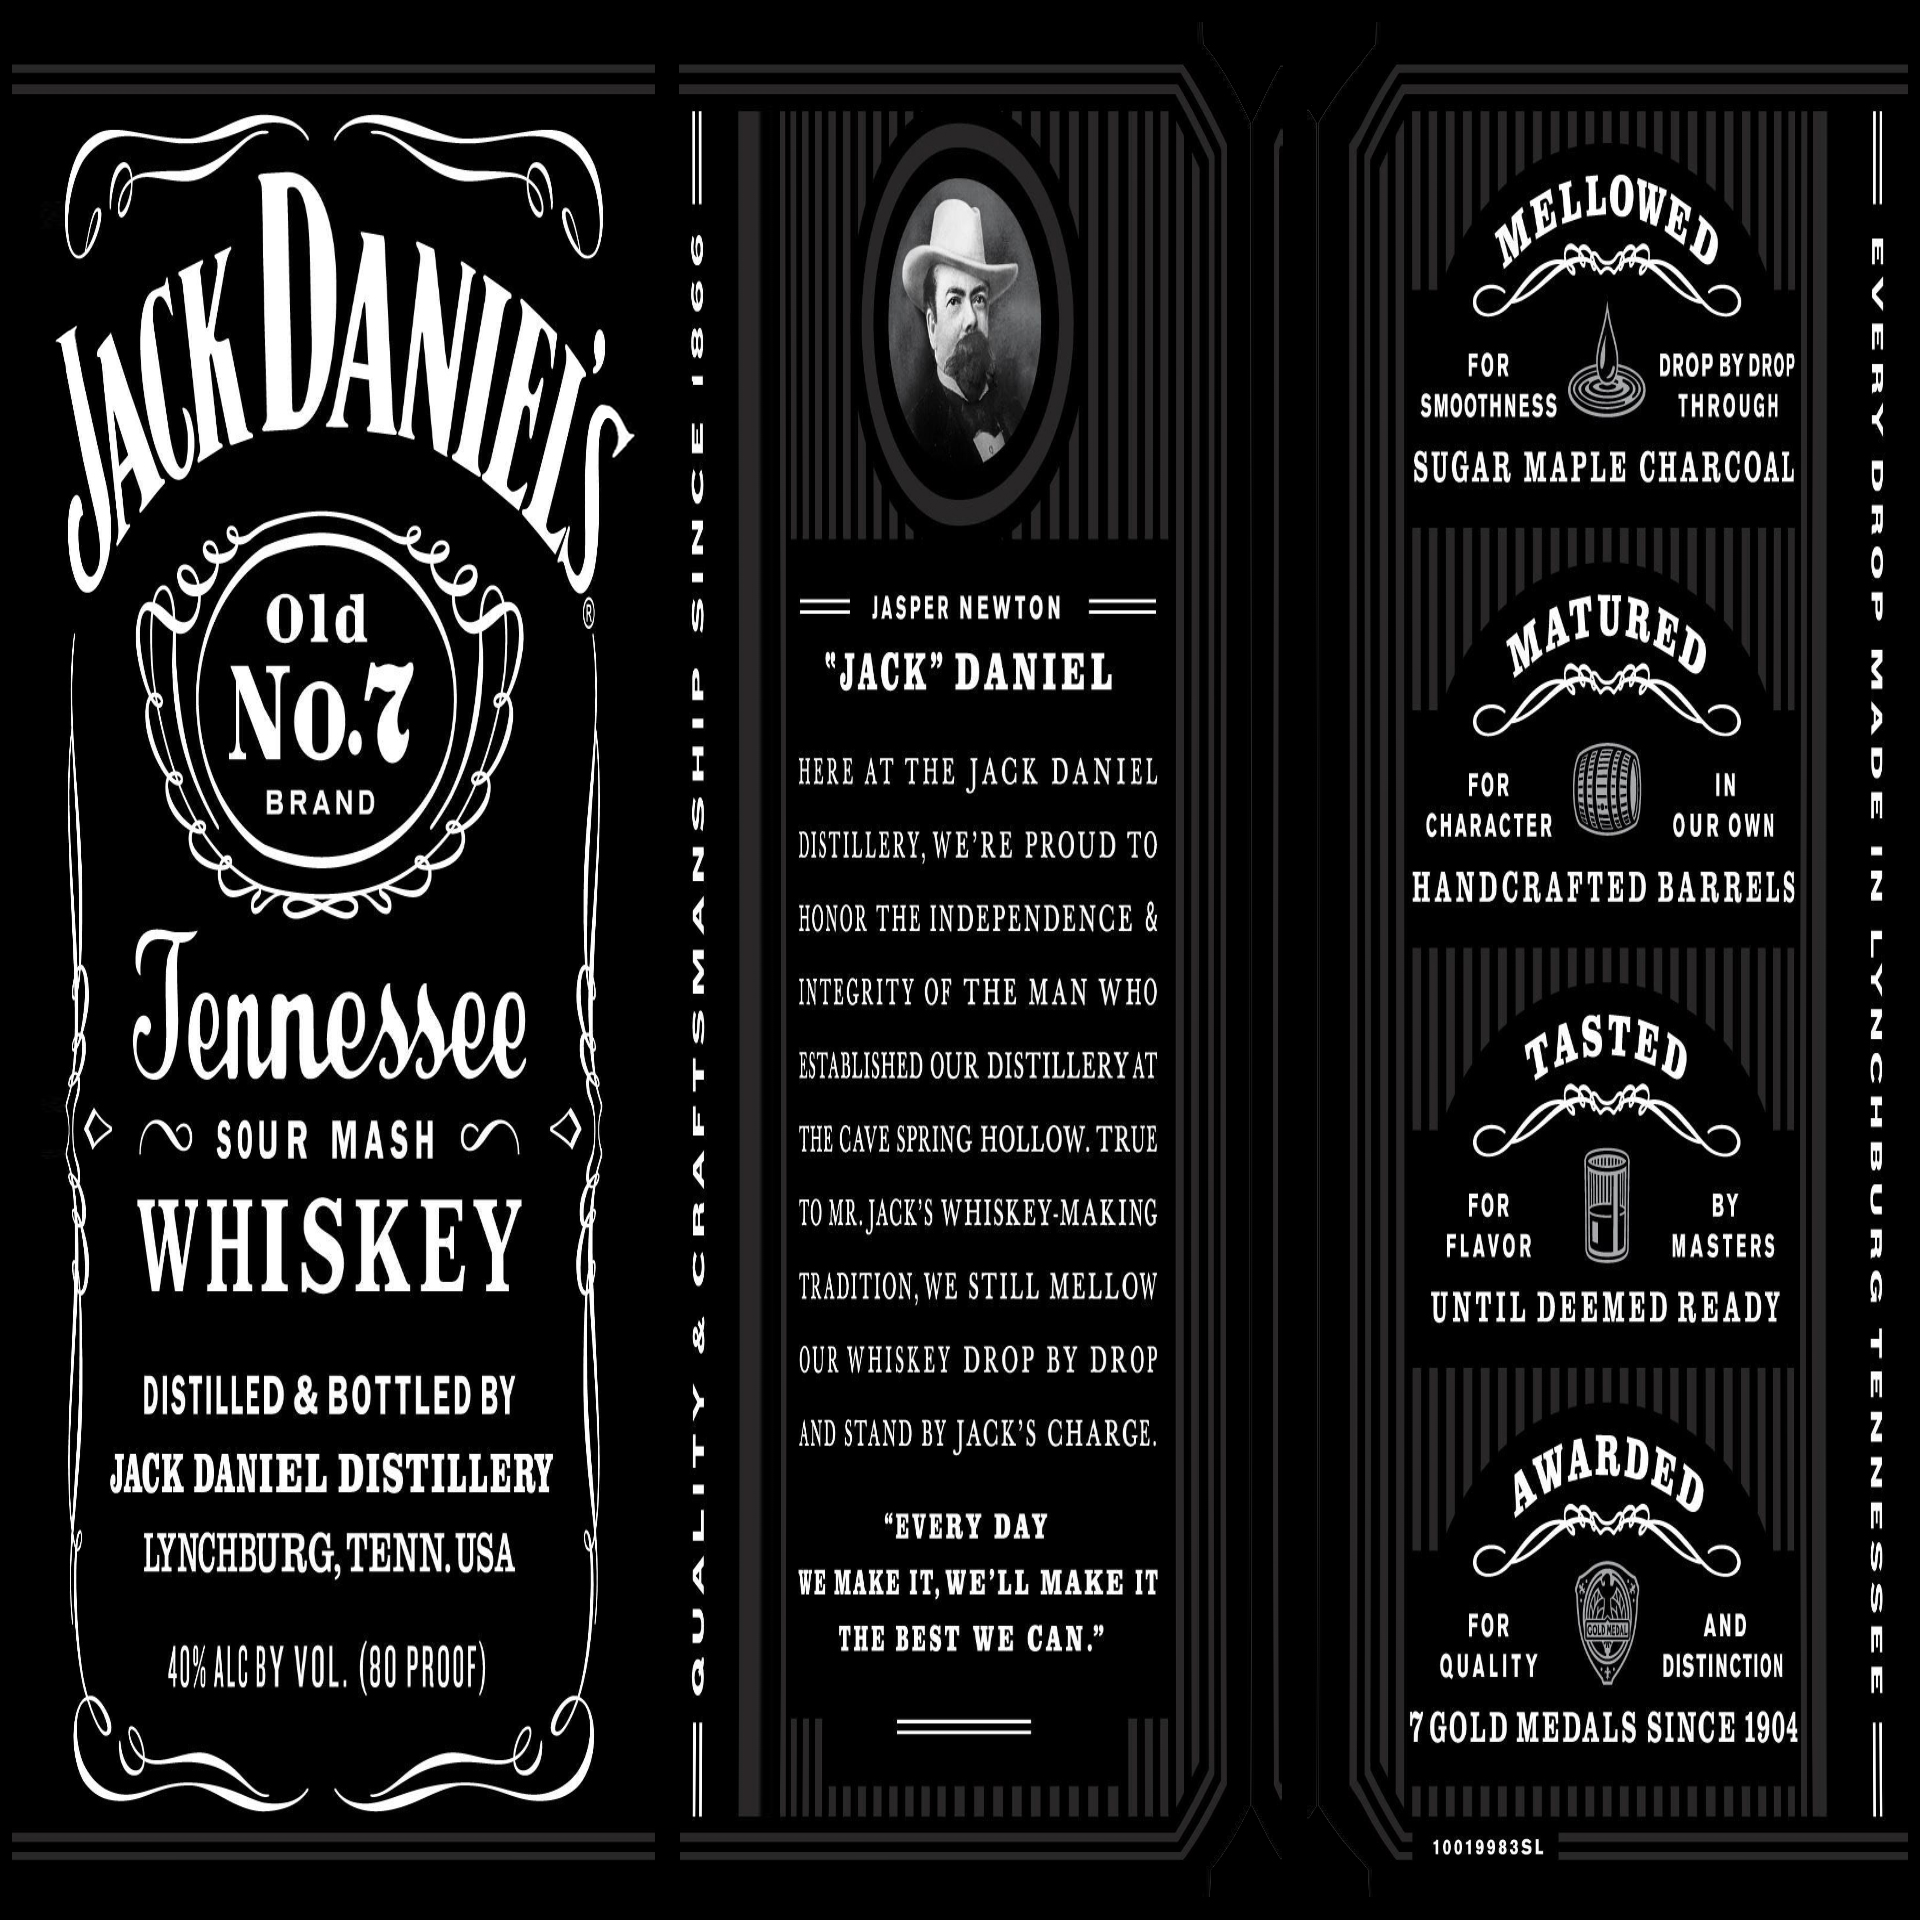 JACK DANIEL'S
®
Old
No.7
BRAND
Tennessee
SOUR MASH
WHISKEY
DISTILLED & BOTTLED BY
JACK DANIEL DISTILLERY
LYNCHBURG, TENN. USA
40% ALC BY VOL. (80 PROOF)
QUALITY & CRAFTSMANSHIP SINCE 1866
JASPER NEWTON
“JACK” DANIEL
HERE AT THE JACK DANIEL
DISTILLERY, WE’RE PROUD TO
HONOR THE INDEPENDENCE &
INTEGRITY OF THE MAN WHO
ESTABLISHED OUR DISTILLERY AT
THE CAVE SPRING HOLLOW. TRUE
TO MR. JACK’S WHISKEY-MAKING
TRADITION, WE STILL MELLOW
OUR WHISKEY DROP BY DROP
AND STAND BY JACK’S CHARGE.
“EVERY DAY
WE MAKE IT, WE’LL MAKE IT
THE BEST WE CAN.”
MELLOWED
FOR
SMOOTHNESS
DROP BY DROP
THROUGH
SUGAR MAPLE CHARCOAL
MATURED
FOR
CHARACTER
IN
OUR OWN
HANDCRAFTED BARRELS
TASTED
FOR
FLAVOR
BY
MASTERS
UNTIL DEEMED READY
AWARDED
FOR
QUALITY
GOLD MEDAL
AND
DISTINCTION
7 GOLD MEDALS SINCE 1904
10019983SL
EVERY DROP MADE IN LYNCHBURG TENNESSEE